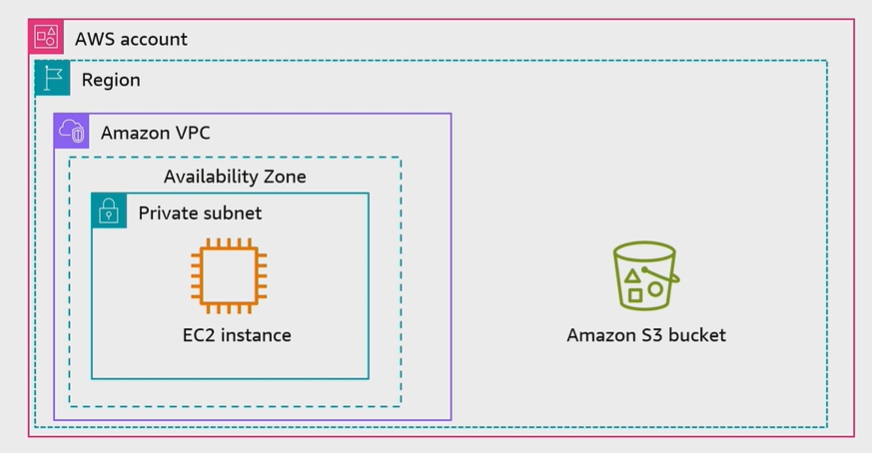 AWS account
Region
Amazon VPC
Availability Zone
Private subnet
EC2 instance
Amazon S3 bucket